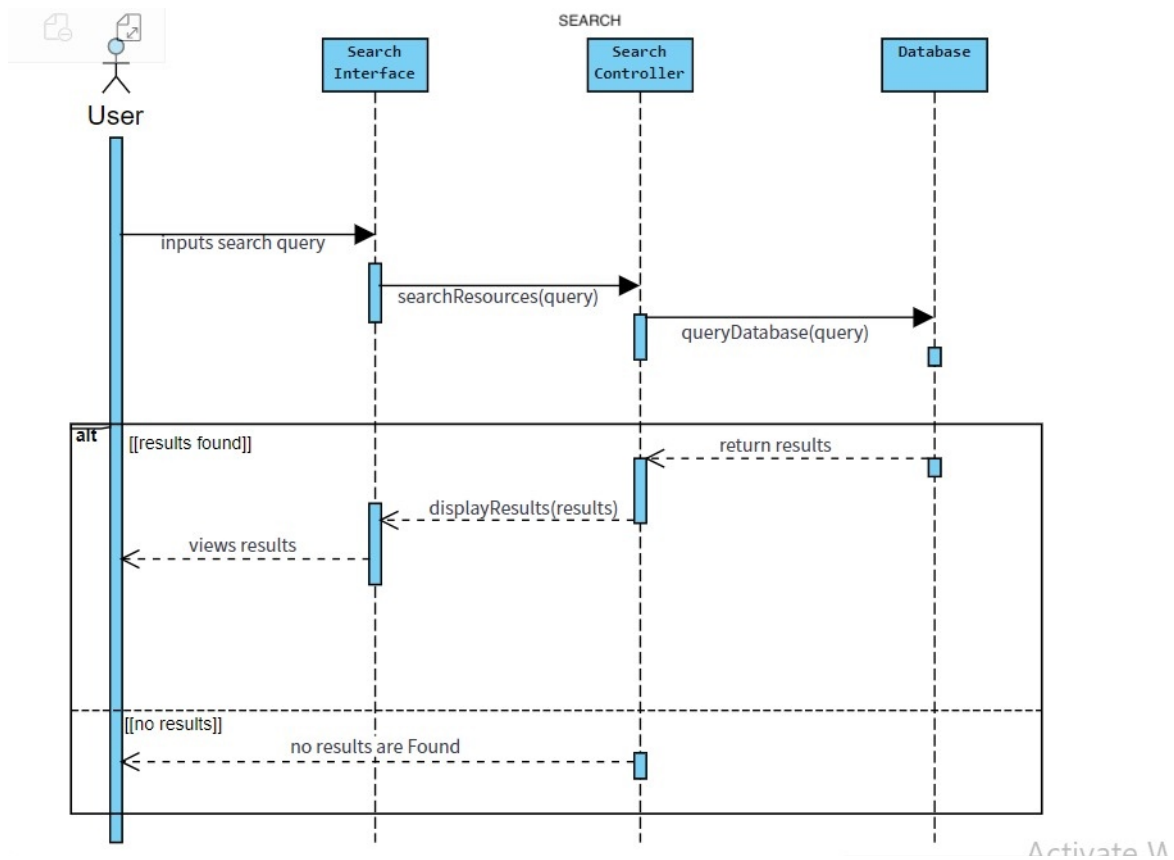 SEARCH
Search
Interface
Search
Controller
Database
User
inputs search query
searchResources(query)
queryDatabase(query)
alt
[[results found]]
return results
displayResults(results)
views results
[[no results]]
no results are Found
Activate W